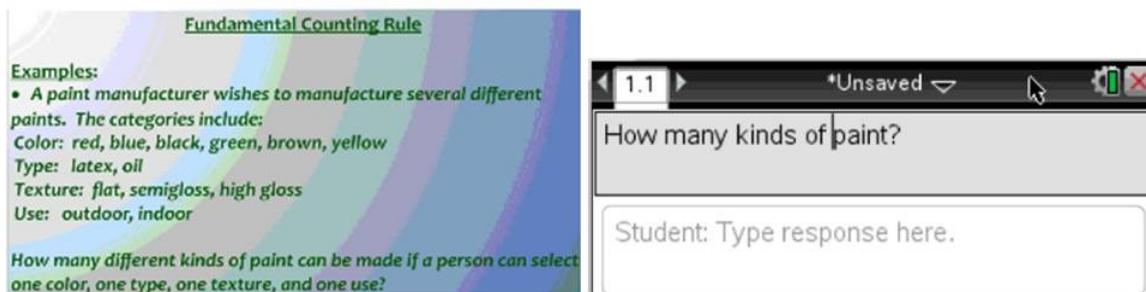 Fundamental Counting Rule
Examples:
• A paint manufacturer wishes to manufacture several different
paints. The categories include:
Color: red, blue, black, green, brown, yellow
Type: latex, oil
Texture: flat, semigloss, high gloss
Use: outdoor, indoor
How many different kinds of paint can be made if a person can select
one color, one type, one texture, and one use?
1.1
*Unsaved
How many kinds of paint?
Student: Type response here.